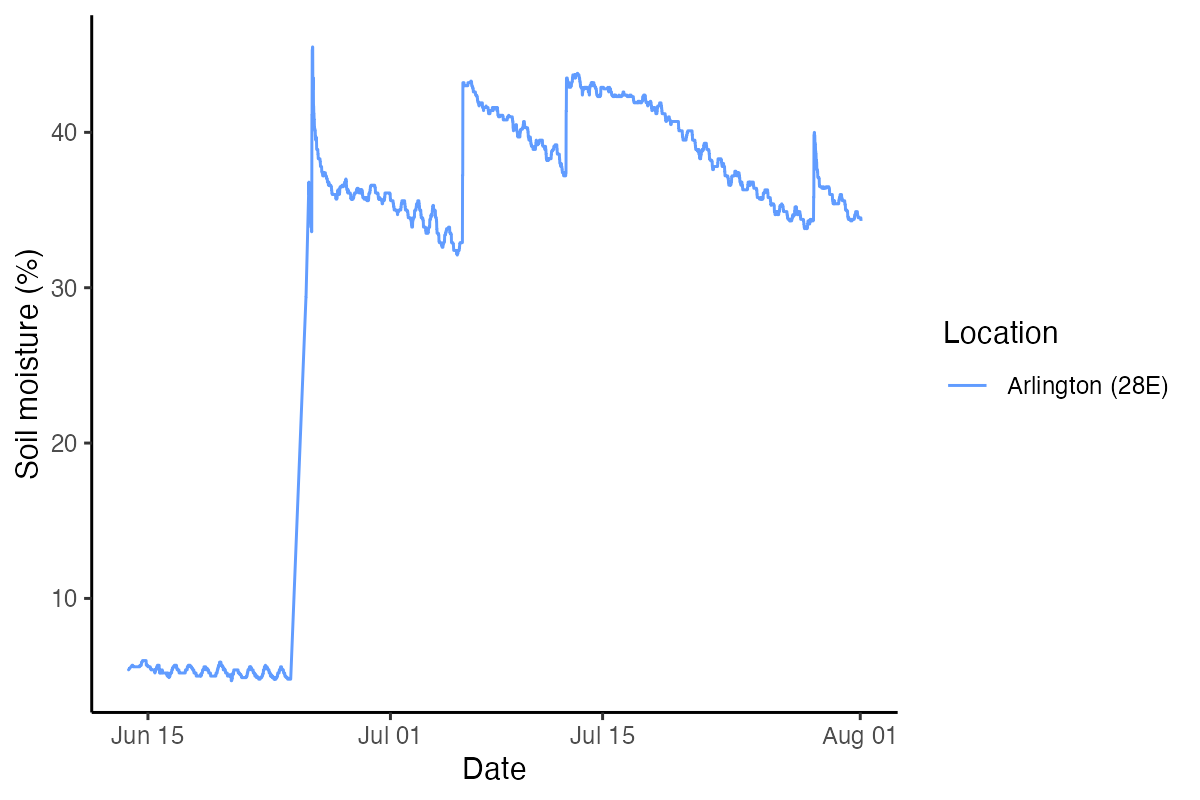 Soil moisture (%)
40
30
20
10
Jun 15
Jul 01
Jul 15
Aug 01
Date
Location
Arlington (28E)